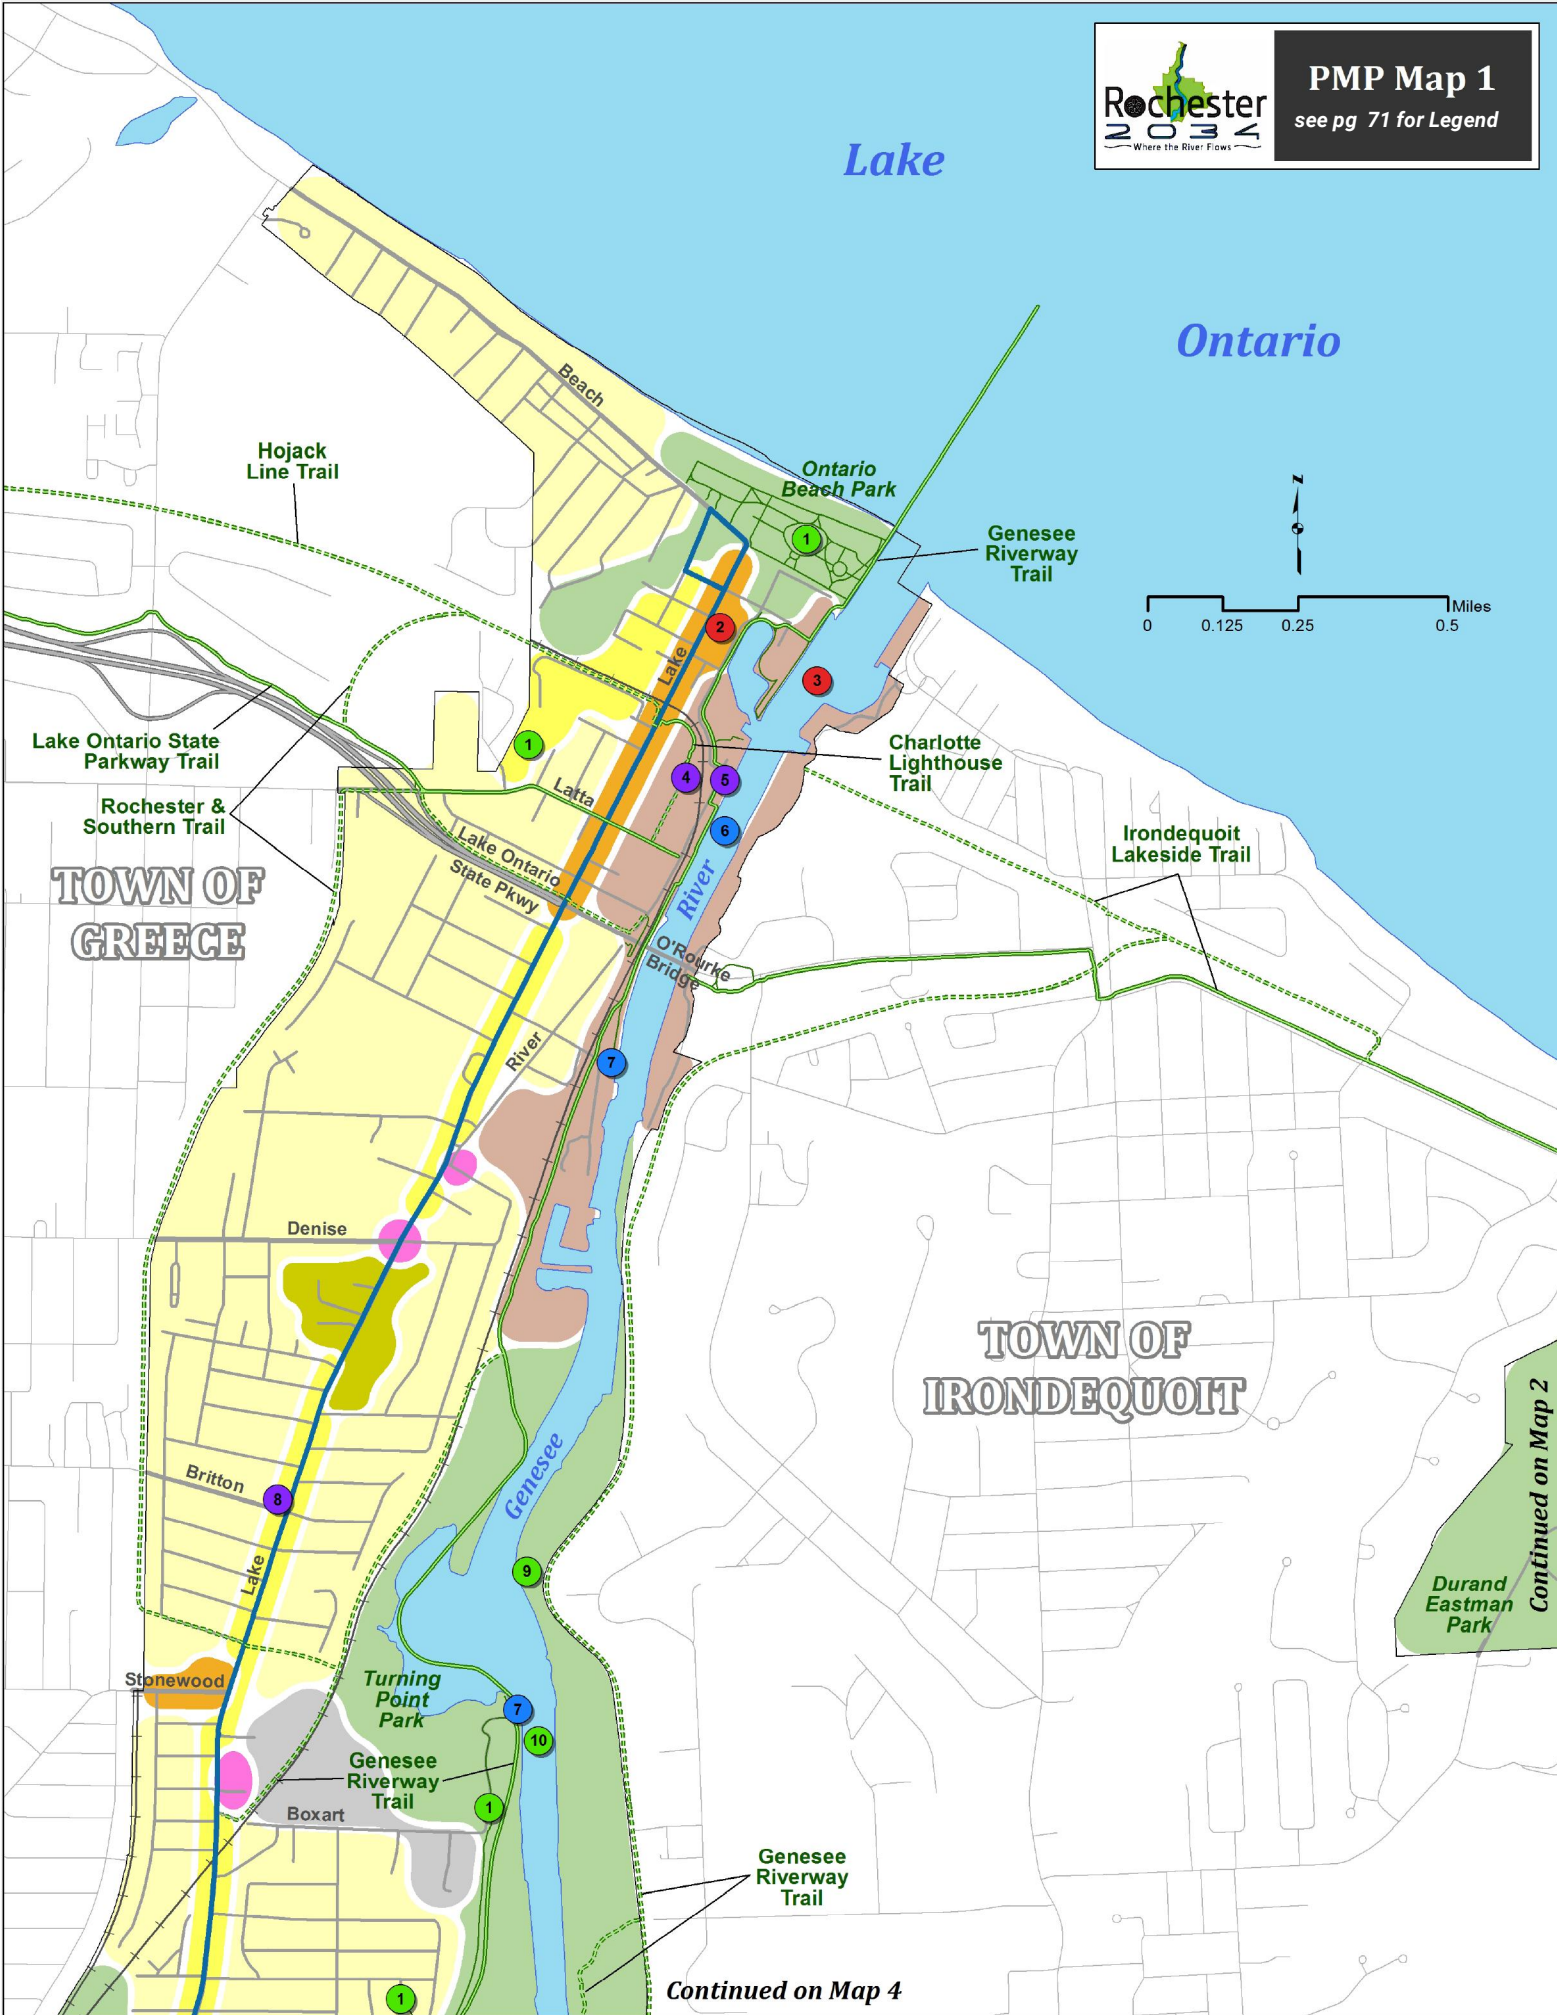 Rochester
2034
Where the River Flows
PMP Map 1
see pg 71 for Legend
Lake
Ontario
Beach
Hojack
Line Trail
Ontario
Beach Park
1
Genesee
Riverway
Trail
N
Miles
0
0.125
0.25
0.5
2
Lake
3
Lake Ontario State
Parkway Trail
1
Charlotte
Lighthouse
Trail
4
5
Latta
Rochester &
Southern Trail
6
Irondequoit
Lakeside Trail
Lake Ontario
State Pkwy
River
TOWN OF
GREECE
O'Rourke
Bridge
River
7
Denise
TOWN OF
IRONDEQUOIT
Continued on Map 2
Genesee
Britton
8
Lake
9
Durand
Eastman
Park
Stonewood
Turning
Point
Park
7
10
Genesee
Riverway
Trail
1
Boxart
Genesee
Riverway
Trail
1
Continued on Map 4